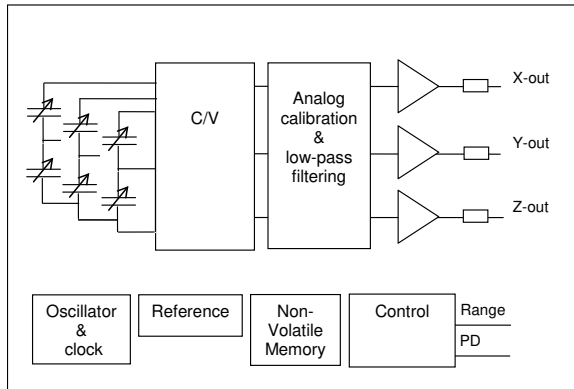 C/V
Analog
calibration
&
low-pass
filtering
X-out
Y-out
Z-out
Oscillator
&
clock
Reference
Non-
Volatile
Memory
Control
Range
PD